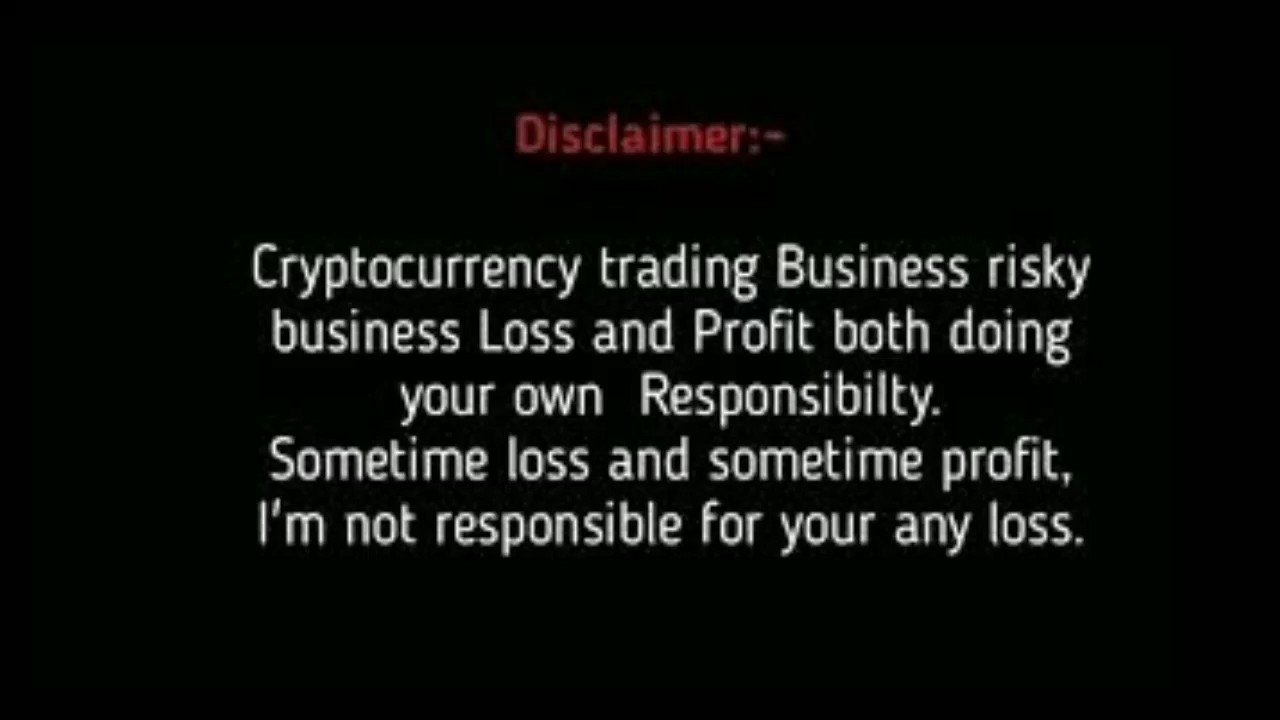 Disclaimer:-
Cryptocurrency trading Business risky
business Loss and Profit both doing
your own Responsibilty.
Sometime loss and sometime profit,
I'm not responsible for your any loss.